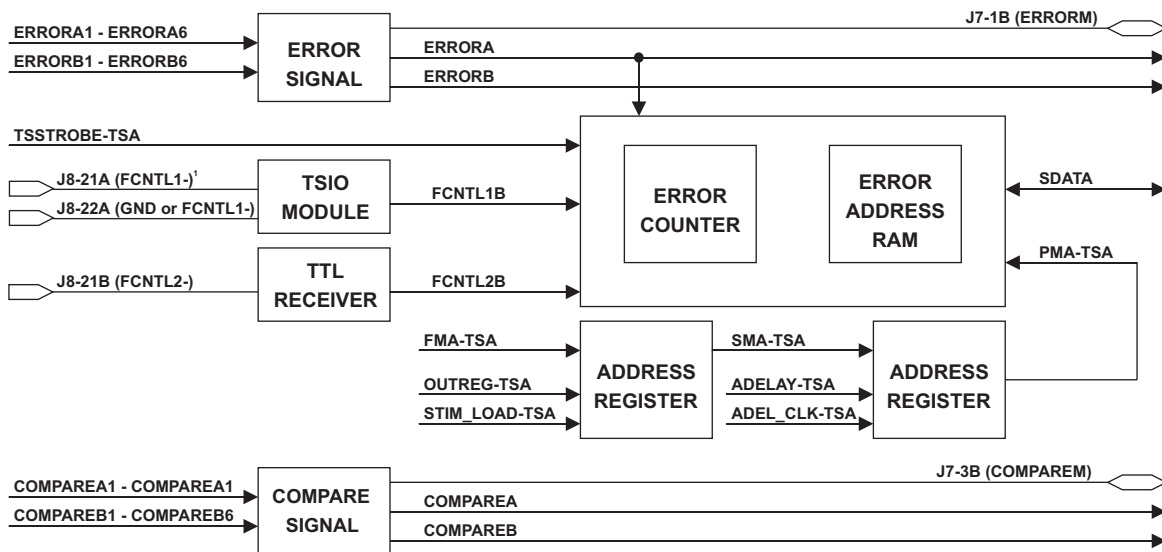 J7-1B (ERRORM)
ERRORA1 - ERRORA6
ERRORB1 - ERRORB6
ERROR
SIGNAL
ERRORA
ERRORB
TSSTROBE-TSA
J8-21A (FCNTL1-)¹
J8-22A (GND or FCNTL1-)
TSIO
MODULE
FCNTL1B
ERROR
COUNTER
ERROR
ADDRESS
RAM
SDATA
PMA-TSA
J8-21B (FCNTL2-)
TTL
RECEIVER
FCNTL2B
FMA-TSA
OUTREG-TSA
STIM_LOAD-TSA
ADDRESS
REGISTER
SMA-TSA
ADELAY-TSA
ADEL_CLK-TSA
ADDRESS
REGISTER
J7-3B (COMPAREM)
COMPAREA1 - COMPAREA1
COMPAREB1 - COMPAREB6
COMPARE
SIGNAL
COMPAREA
COMPAREB